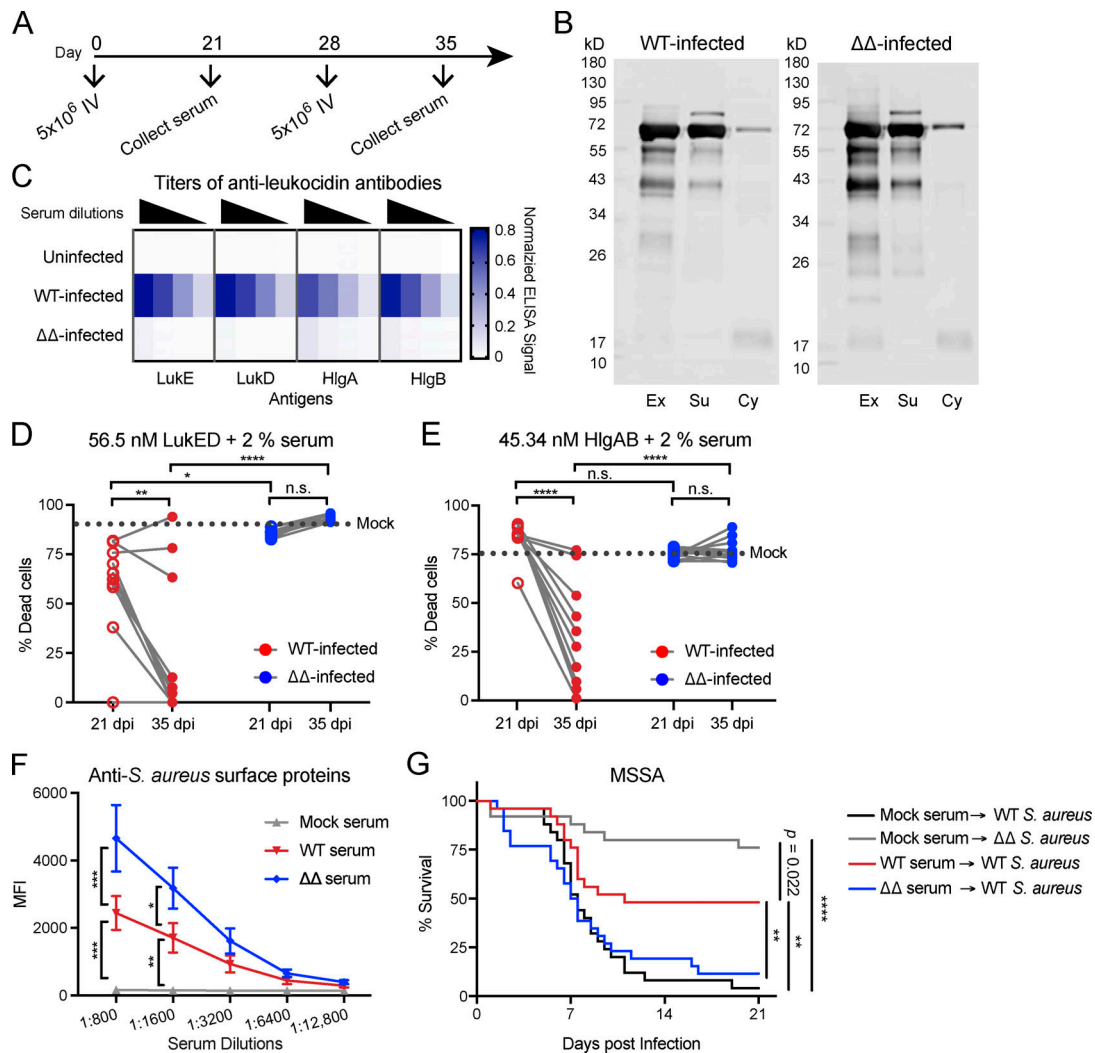 A
Day
0
21
28
35
5x10⁶ IV
Collect serum
5x10⁶ IV
Collect serum
B
kD
WT-infected
kD
ΔΔ-infected
180
130
95
72
55
43
34
26
17
10
180
130
95
72
55
43
34
26
17
10
Ex Su Cy
Ex Su Cy
C
Titers of anti-leukocidin antibodies
Serum dilutions
Uninfected
WT-infected
ΔΔ-infected
LukE LukD HlgA HlgB
Antigens
0.8
0.6
0.4
0.2
0
Normalzied ELISA Signal
D
56.5 nM LukED + 2 % serum
****
*
**
n.s.
% Dead cells
100
75
50
25
0
Mock
WT-infected
ΔΔ-infected
21 dpi 35 dpi 21 dpi 35 dpi
E
45.34 nM HlgAB + 2 % serum
****
n.s.
****
n.s.
% Dead cells
100
75
50
25
0
Mock
WT-infected
ΔΔ-infected
21 dpi 35 dpi 21 dpi 35 dpi
F
Anti-S. aureus surface proteins
MFI
6000
4000
2000
0
Mock serum
WT serum
ΔΔ serum
***
***
*
**
1:800 1:1600 1:3200 1:6400 1:12,800
Serum Dilutions
G
MSSA
% Survival
100
75
50
25
0
0 7 14 21
Days post Infection
p = 0.022
**
**
****
Mock serum → WT S. aureus
Mock serum → ΔΔ S. aureus
WT serum → WT S. aureus
ΔΔ serum → WT S. aureus